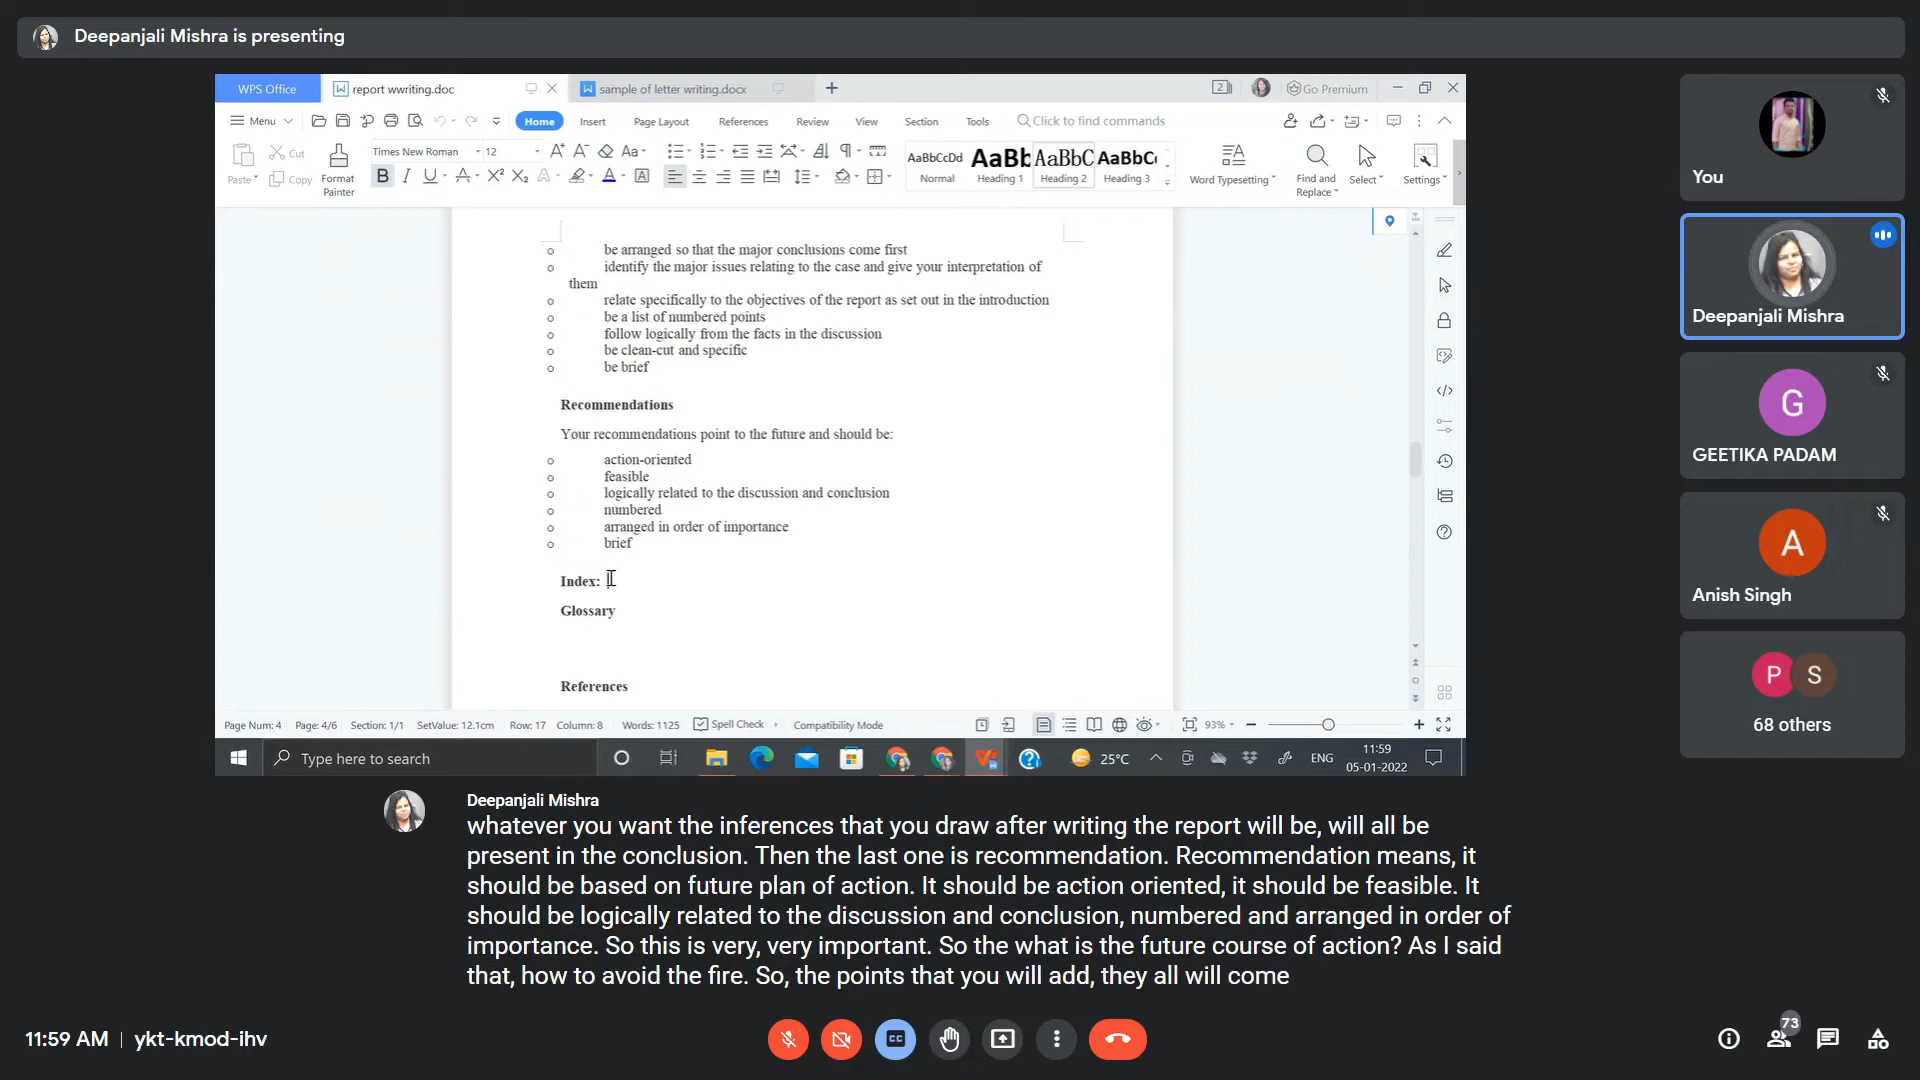 Deepanjali Mishra is presenting
WPS Office
report wwriting.doc
sample of letter writing.docx
Go Premium
Menu
Home
Insert
Page Layout
References
Review
View
Section
Tools
Click to find commands
Paste
Cut
Copy
Format
Painter
Times New Roman
12
AaBbCcDd
Normal
AaBb
Heading 1
AaBbC
Heading 2
AaBbC
Heading 3
Word Typesetting
Find and
Replace
Select
Settings
be arranged so that the major conclusions come first
identify the major issues relating to the case and give your interpretation of
them
relate specifically to the objectives of the report as set out in the introduction
be a list of numbered points
follow logically from the facts in the discussion
be clean-cut and specific
be brief
Recommendations
Your recommendations point to the future and should be:
action-oriented
feasible
logically related to the discussion and conclusion
numbered
arranged in order of importance
brief
Index:
Glossary
References
Page Num: 4
Page: 4/6
Section: 1/1
SetValue: 12.1cm
Row: 17
Column: 8
Words: 1125
Spell Check
Compatibility Mode
93%
Type here to search
25°C
ENG
11:59
05-01-2022
You
Deepanjali Mishra
G
GEETIKA PADAM
A
Anish Singh
P S
68 others
Deepanjali Mishra
whatever you want the inferences that you draw after writing the report will be, will all be
present in the conclusion. Then the last one is recommendation. Recommendation means, it
should be based on future plan of action. It should be action oriented, it should be feasible. It
should be logically related to the discussion and conclusion, numbered and arranged in order of
importance. So this is very, very important. So the what is the future course of action? As I said
that, how to avoid the fire. So, the points that you will add, they all will come
11:59 AM | ykt-kmod-ihv
CC
73